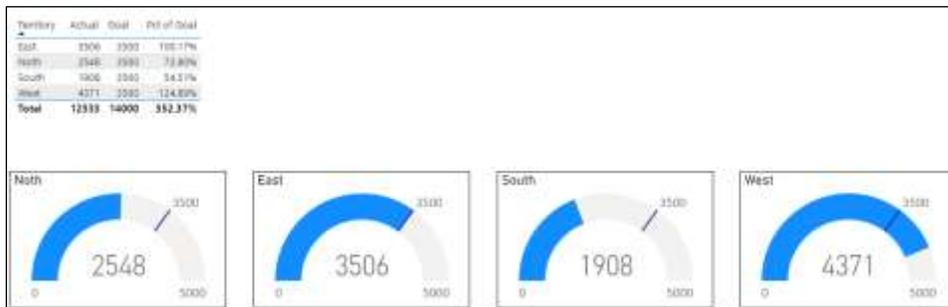 Territory Actual Goal Pct of Goal
East 3506 3500 100.17%
Noth 2548 3500 72.80%
South 1908 3500 54.51%
West 4371 3500 124.89%
Total 12333 14000 352.37%
Noth
3500
2548
0 5000
East
3500
3506
0 5000
South
3500
1908
0 5000
West
3500
4371
0 5000